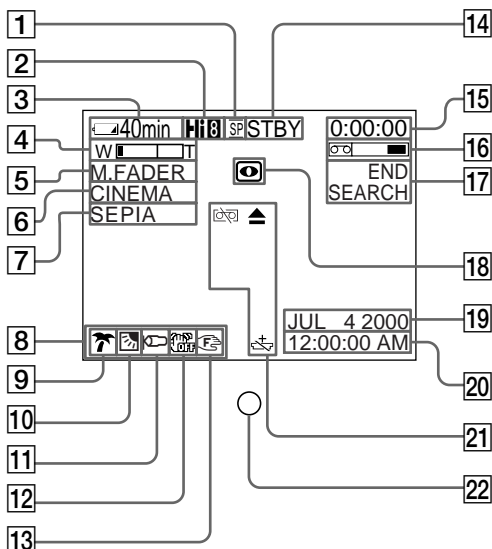 1
2
3
4
5
6
7
8
9
10
11
12
13
14
15
16
17
18
19
20
21
22
40min Hi8 SP STBY 0:00:00
W T
M.FADER
CINEMA
SEPIA
END
SEARCH
JUL 4 2000
12:00:00 AM
OFF
F